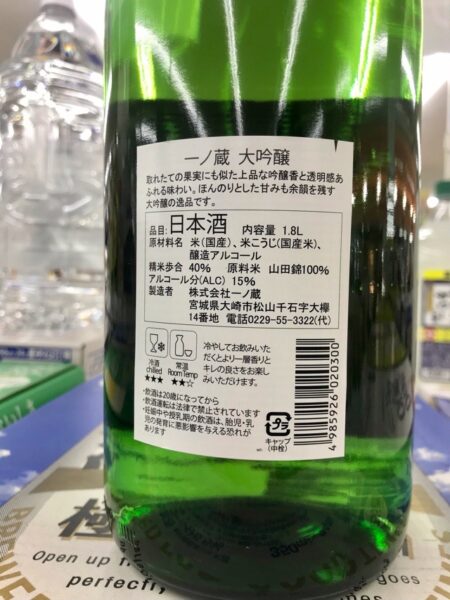 一ノ蔵 大吟醸
取れたての果実にも似た上品な吟醸香と透明感あ
ふれる味わい。ほんのりとした甘みも余韻を残す
大吟醸の逸品です。
品目:日本酒 内容量 1.8L
原材料名 米(国産)、米こうじ(国産米)、
醸造アルコール
精米歩合 40% 原料米 山田錦100%
アルコール分(ALC) 15%
製造者 株式会社一ノ蔵
宮城県大崎市松山千石字大欅
14番地 電話0229-55-3322(代)
冷酒
chilled
★★★
常温
Room Temp
★★☆
冷やしてお飲みいた
だくとより一層香りと
キレの良さをお楽し
みいただけます。
・飲酒は20歳になってから
・飲酒運転は法律で禁止されています
・妊娠中や授乳期の飲酒は、胎児・乳
児の発育に悪影響を与える恐れが
あります
プラ
キャップ
(中栓)
4 985926 020300
極
Open up
perfectly,
goes